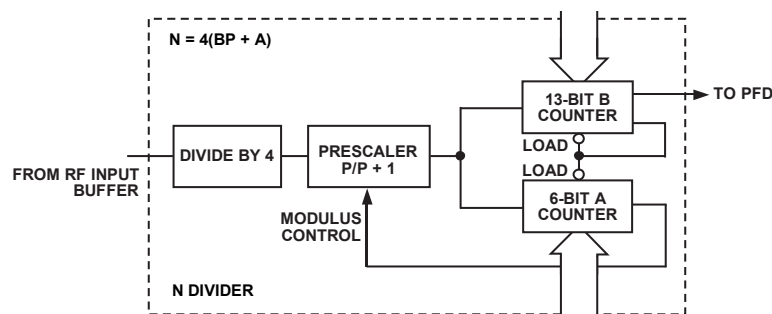 N = 4(BP + A)
13-BIT B
COUNTER
TO PFD
LOAD
DIVIDE BY 4
PRESCALER
P/P + 1
FROM RF INPUT
BUFFER
LOAD
6-BIT A
COUNTER
MODULUS
CONTROL
N DIVIDER